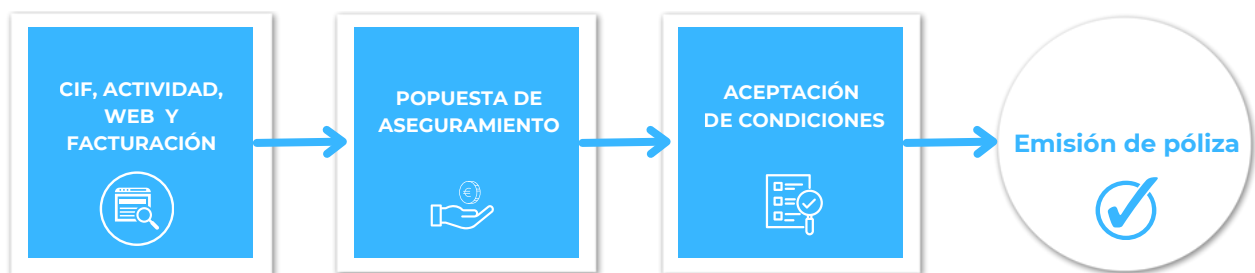 CIF, ACTIVIDAD,
WEB Y
FACTURACIÓN
POPUESTA DE
ASEGURAMIENTO
€
ACEPTACIÓN
DE CONDICIONES
Emisión de póliza